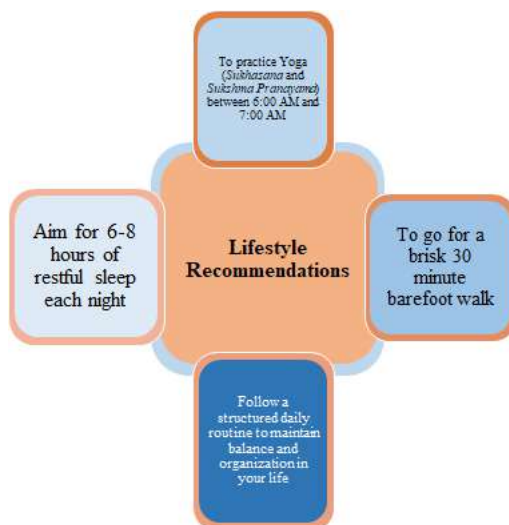 To practice Yoga
(Sukhasana and
Sukshma Pranayama)
between 6:00 AM and
7:00 AM
Aim for 6-8
hours of
restful sleep
each night
Lifestyle
Recommendations
To go for a
brisk 30
minute
barefoot walk
Follow a
structured daily
routine to maintain
balance and
organization in
your life